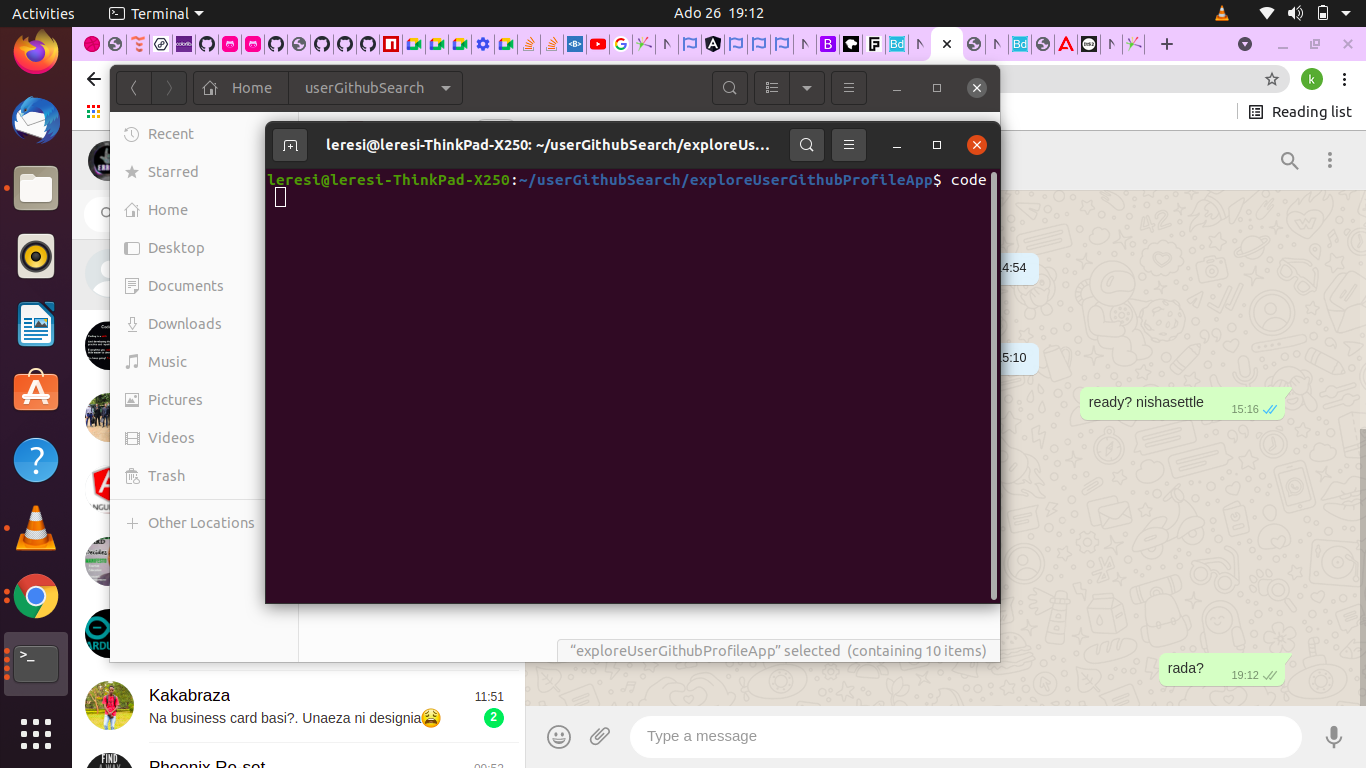 Activities
Terminal
Ado 26 19:12
Reading list
Home
userGithubSearch
Recent
Starred
Home
Desktop
Documents
Downloads
Music
Pictures
Videos
Trash
Other Locations
leresi@leresi-ThinkPad-X250: ~/userGithubSearch/exploreUs...
leresi@leresi-ThinkPad-X250:~/userGithubSearch/exploreUserGithubProfileApp$ code
"exploreUserGithubProfileApp" selected (containing 10 items)
4:54
5:10
ready? nishasettle
15:16
rada?
19:12
Kakabraza
11:51
Na business card basi?. Unaeza ni designia😩
2
Type a message